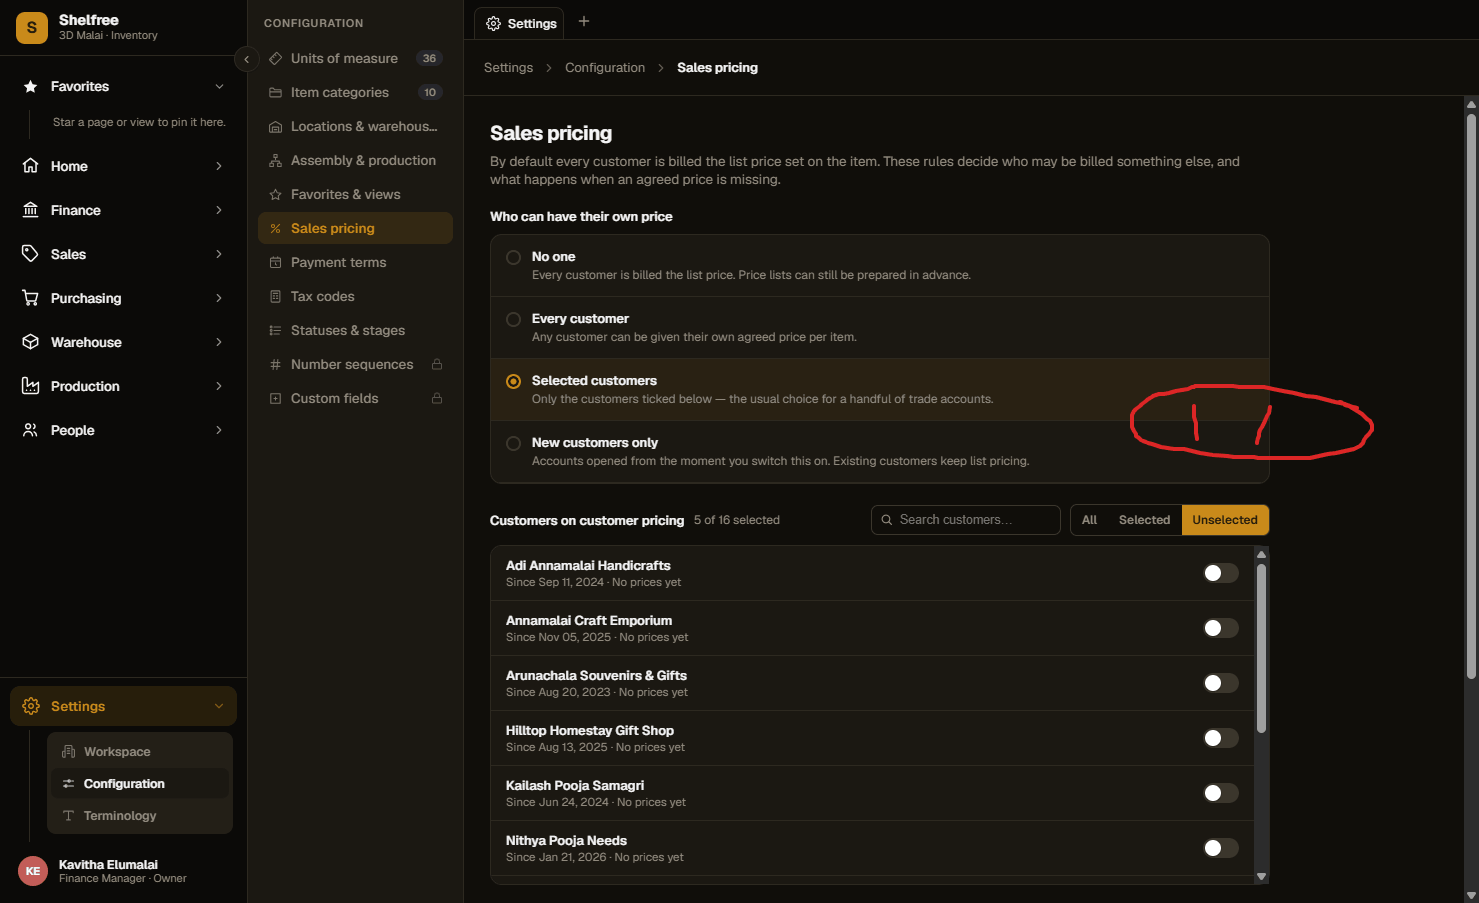 S
Shelfree
3D Malai · Inventory
Favorites
Star a page or view to pin it here.
Home
Finance
Sales
Purchasing
Warehouse
Production
People
Settings
Workspace
Configuration
Terminology
KE
Kavitha Elumalai
Finance Manager · Owner
CONFIGURATION
Units of measure 36
Item categories 10
Locations & warehous...
Assembly & production
Favorites & views
Sales pricing
Payment terms
Tax codes
Statuses & stages
Number sequences
Custom fields
Settings
Settings > Configuration > Sales pricing
Sales pricing
By default every customer is billed the list price set on the item. These rules decide who may be billed something else, and
what happens when an agreed price is missing.
Who can have their own price
No one
Every customer is billed the list price. Price lists can still be prepared in advance.
Every customer
Any customer can be given their own agreed price per item.
Selected customers
Only the customers ticked below — the usual choice for a handful of trade accounts.
New customers only
Accounts opened from the moment you switch this on. Existing customers keep list pricing.
Customers on customer pricing 5 of 16 selected
Search customers...
All Selected Unselected
Adi Annamalai Handicrafts
Since Sep 11, 2024 · No prices yet
Annamalai Craft Emporium
Since Nov 05, 2025 · No prices yet
Arunachala Souvenirs & Gifts
Since Aug 20, 2023 · No prices yet
Hilltop Homestay Gift Shop
Since Aug 13, 2025 · No prices yet
Kailash Pooja Samagri
Since Jun 24, 2024 · No prices yet
Nithya Pooja Needs
Since Jan 21, 2026 · No prices yet